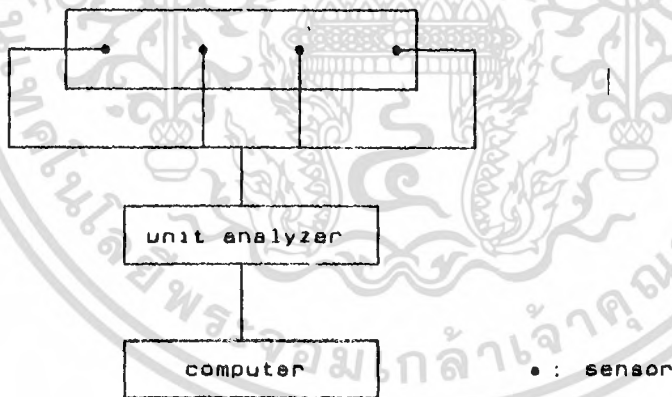 unit analyzer
computer
• : sensor